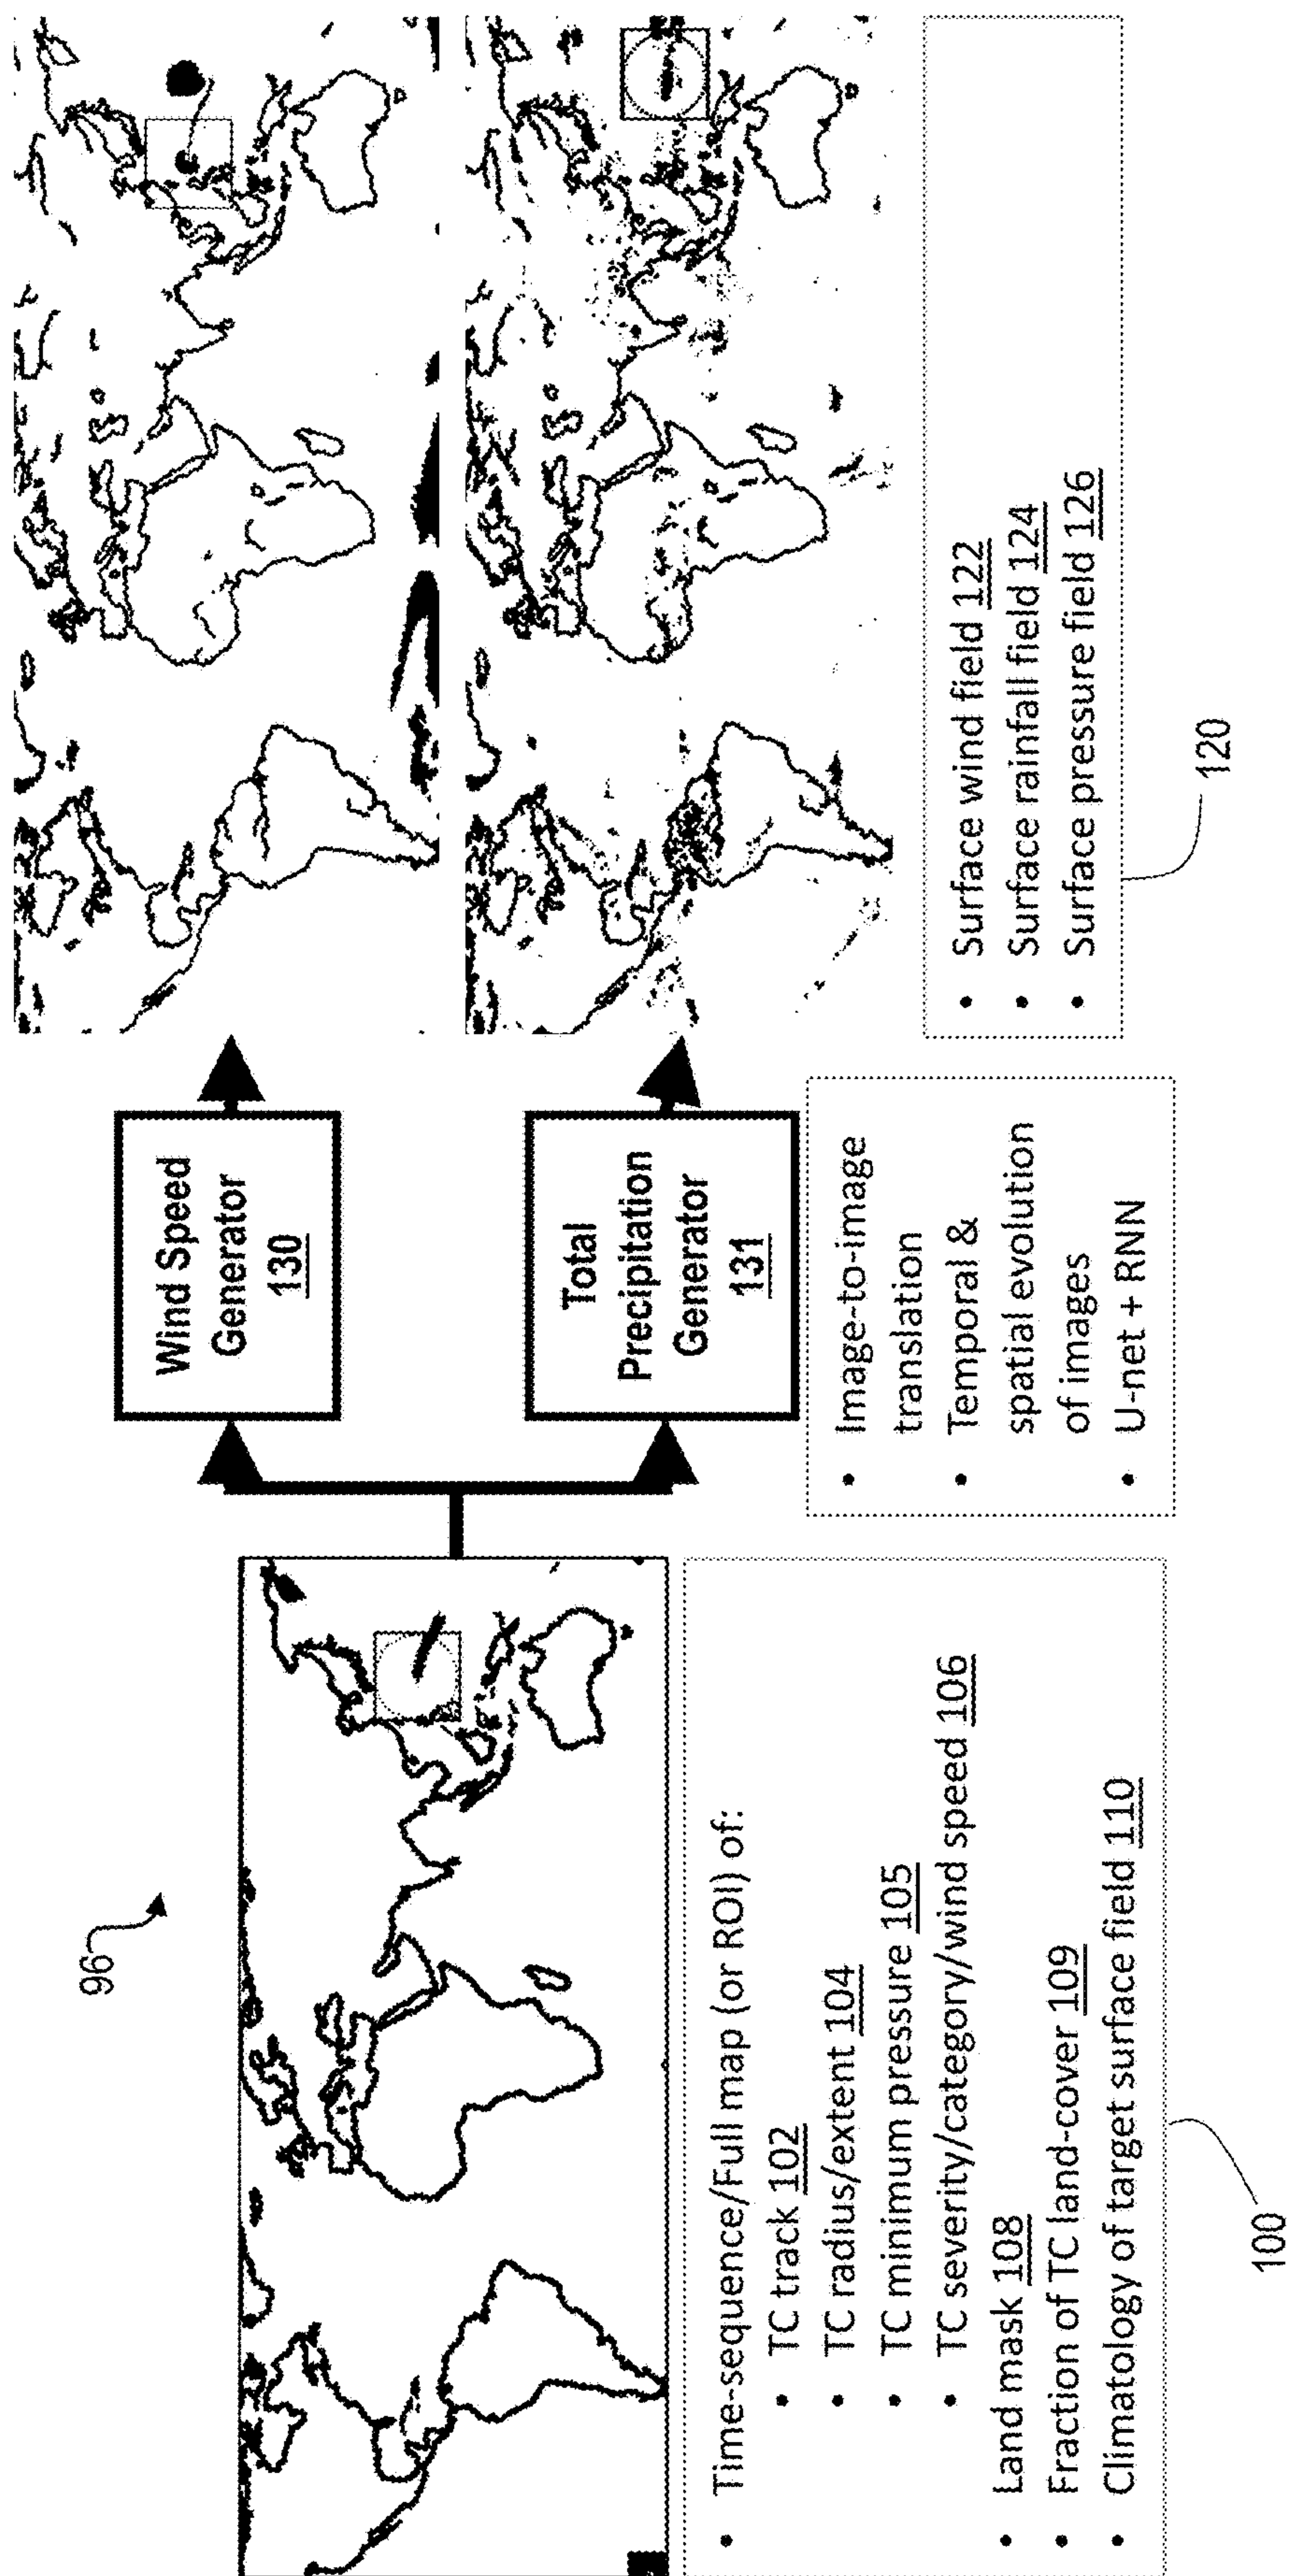 96
• Time-sequence/Full map (or ROI) of:
• TC track 102
• TC radius/extent 104
• TC minimum pressure 105
• TC severity/category/wind speed 106
• Land mask 108
• Fraction of TC land-cover 109
• Climatology of target surface field 110
100
Wind Speed
Generator
130
Total
Precipitation
Generator
131
• Image-to-image
translation
• Temporal &
spatial evolution
of images
• U-net + RNN
• Surface wind field 122
• Surface rainfall field 124
• Surface pressure field 126
120